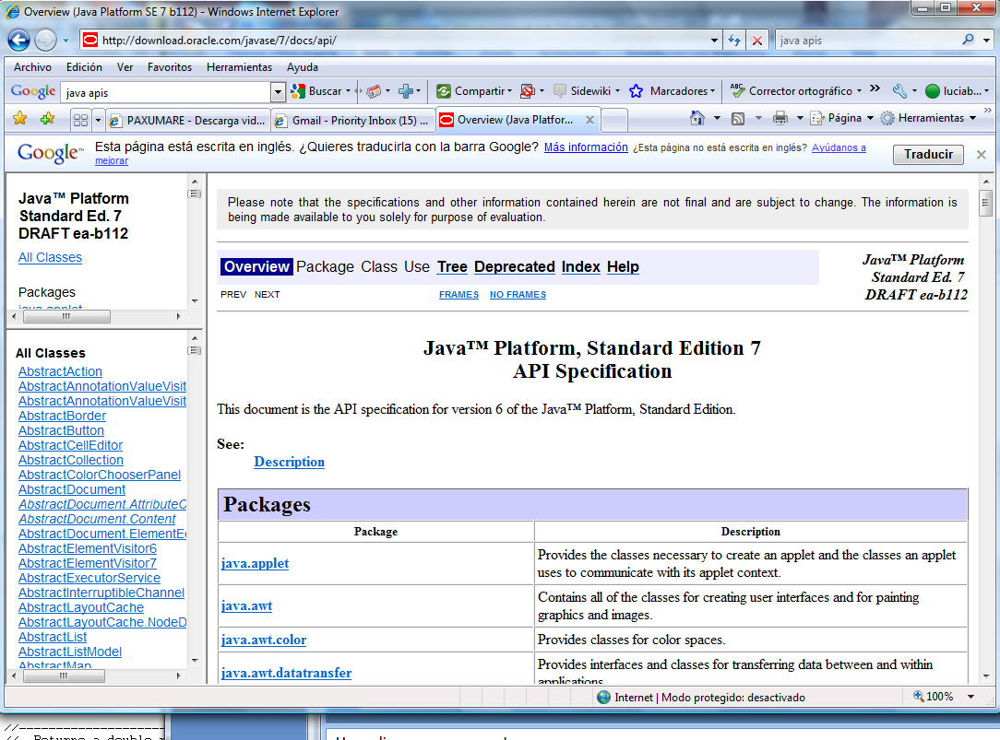 Overview (Java Platform SE 7 b112) - Windows Internet Explorer
http://download.oracle.com/javase/7/docs/api/
java apis
Archivo Edición Ver Favoritos Herramientas Ayuda
Google java apis Buscar Compartir Sidewiki Marcadores Corrector ortográfico luciab...
PAXUMARE - Descarga vid... Gmail - Priority Inbox (15) ... Overview (Java Platfor... Página Herramientas
Google™ Esta página está escrita en inglés. ¿Quieres traducirla con la barra Google? Más información ¿Esta página no está escrita en inglés? Ayúdanos a
mejorar
Traducir
Java™ Platform
Standard Ed. 7
DRAFT ea-b112
All Classes
Packages
java.applet
All Classes
AbstractAction
AbstractAnnotationValueVisit
AbstractAnnotationValueVisit
AbstractBorder
AbstractButton
AbstractCellEditor
AbstractCollection
AbstractColorChooserPanel
AbstractDocument
AbstractDocument.AttributeC
AbstractDocument.Content
AbstractDocument.ElementE
AbstractElementVisitor6
AbstractElementVisitor7
AbstractExecutorService
AbstractInterruptibleChannel
AbstractLayoutCache
AbstractLayoutCache.NodeD
AbstractList
AbstractListModel
AbstractMap
Please note that the specifications and other information contained herein are not final and are subject to change. The information is
being made available to you solely for purpose of evaluation.
Overview Package Class Use Tree Deprecated Index Help
PREV NEXT FRAMES NO FRAMES
Java™ Platform
Standard Ed. 7
DRAFT ea-b112
Java™ Platform, Standard Edition 7
API Specification
This document is the API specification for version 6 of the Java™ Platform, Standard Edition.
See:
Description
Packages
Package Description
java.applet Provides the classes necessary to create an applet and the classes an applet
uses to communicate with its applet context.
java.awt Contains all of the classes for creating user interfaces and for painting
graphics and images.
java.awt.color Provides classes for color spaces.
java.awt.datatransfer Provides interfaces and classes for transferring data between and within
applications.
Internet | Modo protegido: desactivado 100%
// Returns a double